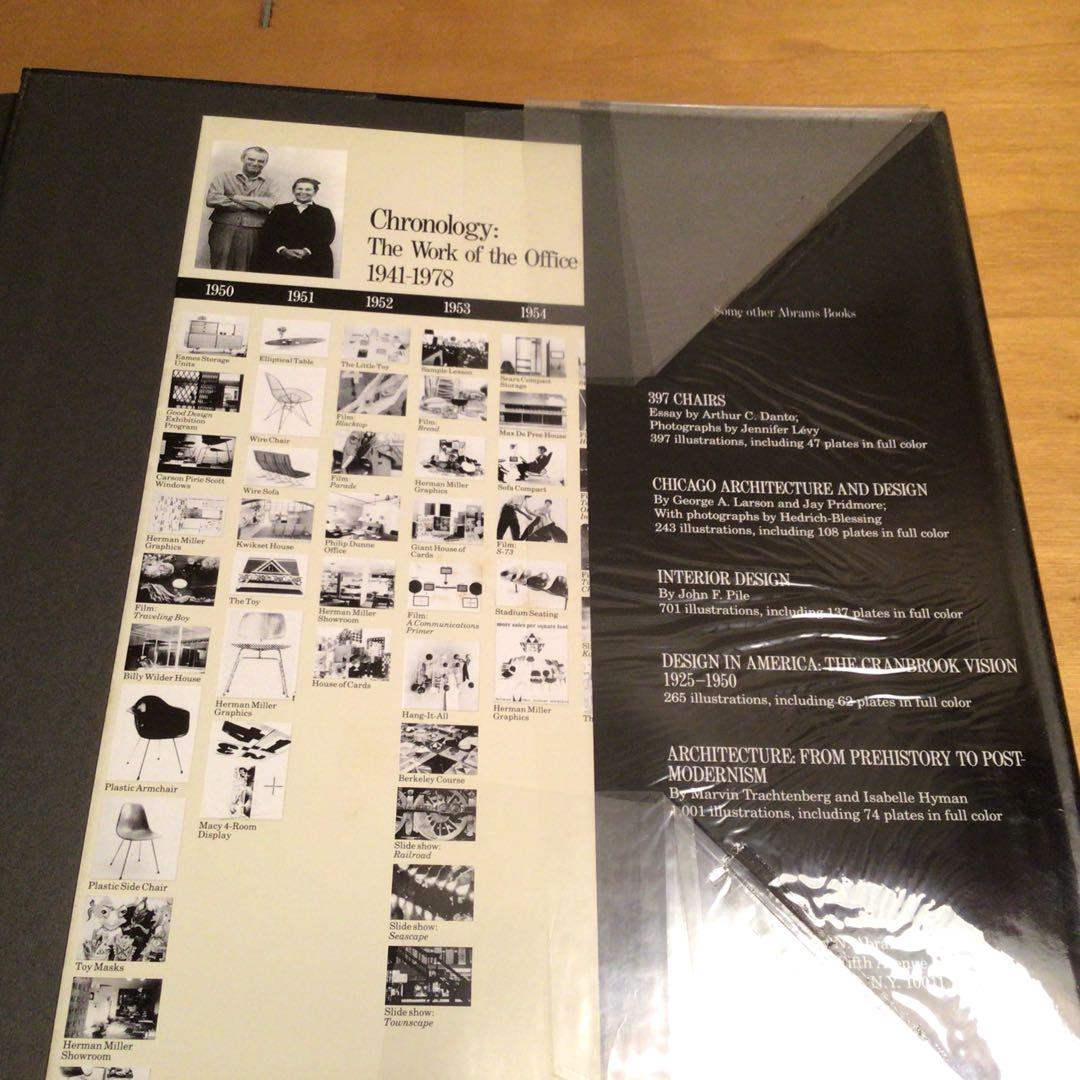 Chronology:
The Work of the Office
1941-1978
1950
1951
1952
1953
1954
Eames Storage
Units
Good Design
Exhibition
Program
Carson Pirie Scott
Windows
Herman Miller
Graphics
Film:
Traveling Boy
Billy Wilder House
Plastic Armchair
Plastic Side Chair
Toy Masks
Herman Miller
Showroom
Elliptical Table
Wire Chair
Wire Sofa
Kwikset House
The Toy
Herman Miller
Graphics
Macy 4-Room
Display
The Little Toy
Film:
Blacktop
Film:
Parade
Philip Dunne
Office
Herman Miller
Showroom
House of Cards
Sample Lesson
Film:
Bread
Herman Miller
Graphics
Giant House of
Cards
Film:
A Communications
Primer
Hang-It-All
Berkeley Course
Slide show:
Railroad
Slide show:
Seascape
Slide show:
Townscape
Sears Compact
Storage
Max De Pree House
Sofa Compact
Film:
S-73
Stadium Seating
more sales per square foot
Herman Miller
Graphics
other Abrams Books
397 CHAIRS
Essay by Arthur C. Danto;
Photographs by Jennifer Lévy
397 illustrations, including 47 plates in full color
CHICAGO ARCHITECTURE AND DESIGN
By George A. Larson and Jay Pridmore;
With photographs by Hedrich-Blessing
243 illustrations, including 108 plates in full color
INTERIOR DESIGN
By John F. Pile
701 illustrations, including 137 plates in full color
DESIGN IN AMERICA: THE CRANBROOK VISION
1925–1950
265 illustrations, including 62 plates in full color
ARCHITECTURE: FROM PREHISTORY TO POST-
MODERNISM
By Marvin Trachtenberg and Isabelle Hyman
1,001 illustrations, including 74 plates in full color
N.
Avenue
N.Y. 10011